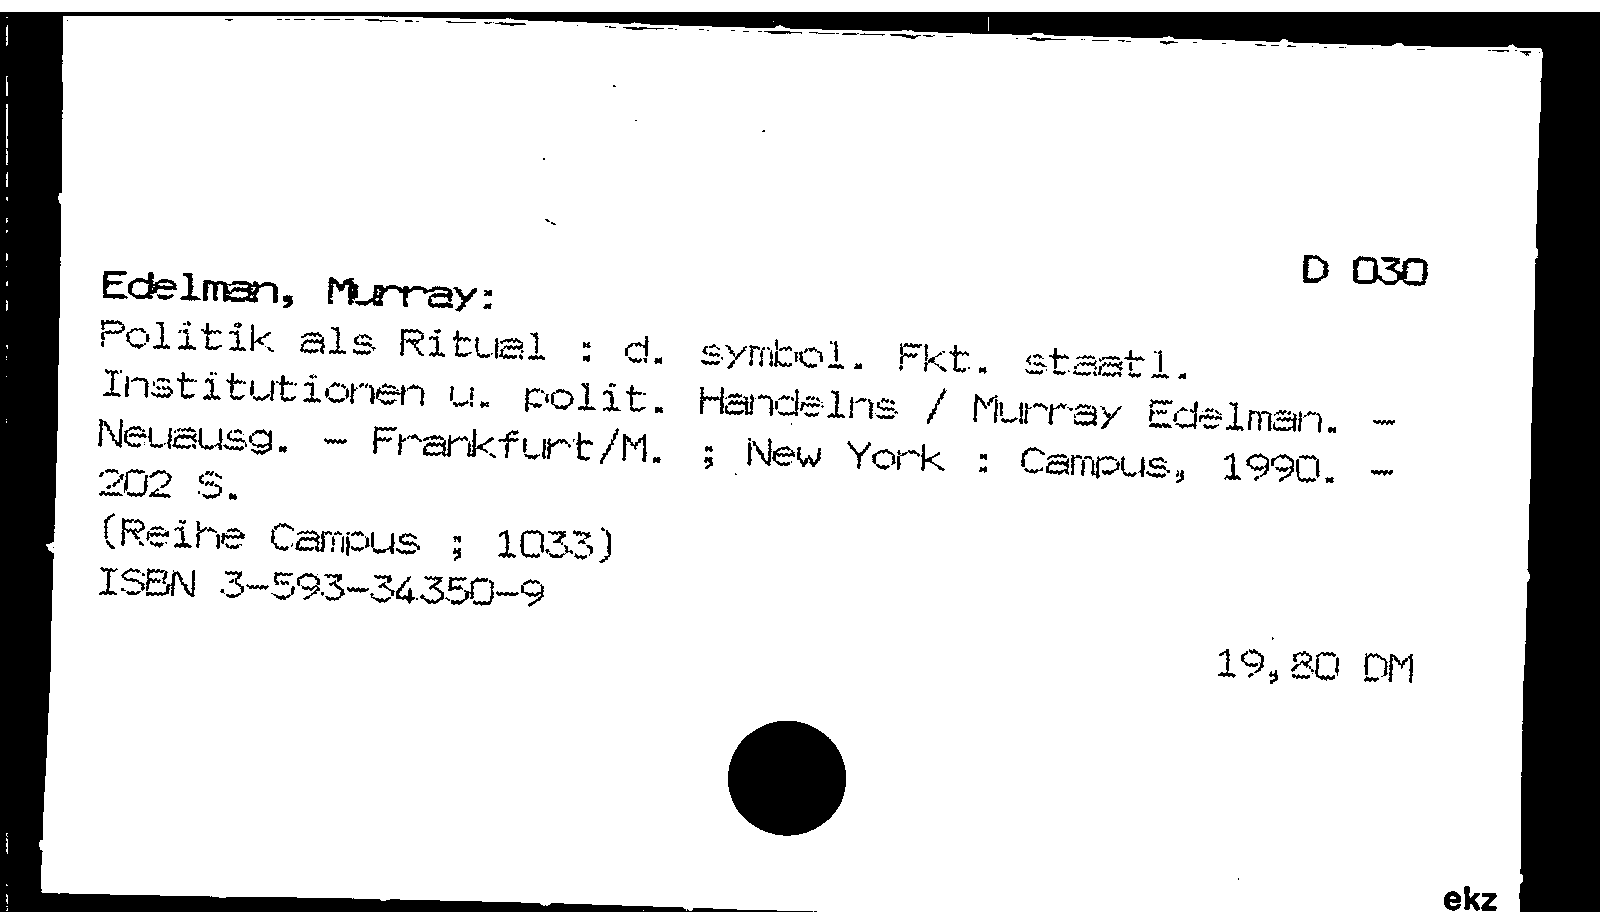 D 030
Edelman, Murray:
Politik als Ritual : d. symbol. Fkt. staatl.
Institutionen u. polit. Handelns / Murray Edelman. -
Neuausg. - Frankfurt/M. ; New York : Campus, 1990. -
202 S.
(Reihe Campus ; 1033)
ISBN 3-593-34350-9
19,80 DM
ekz